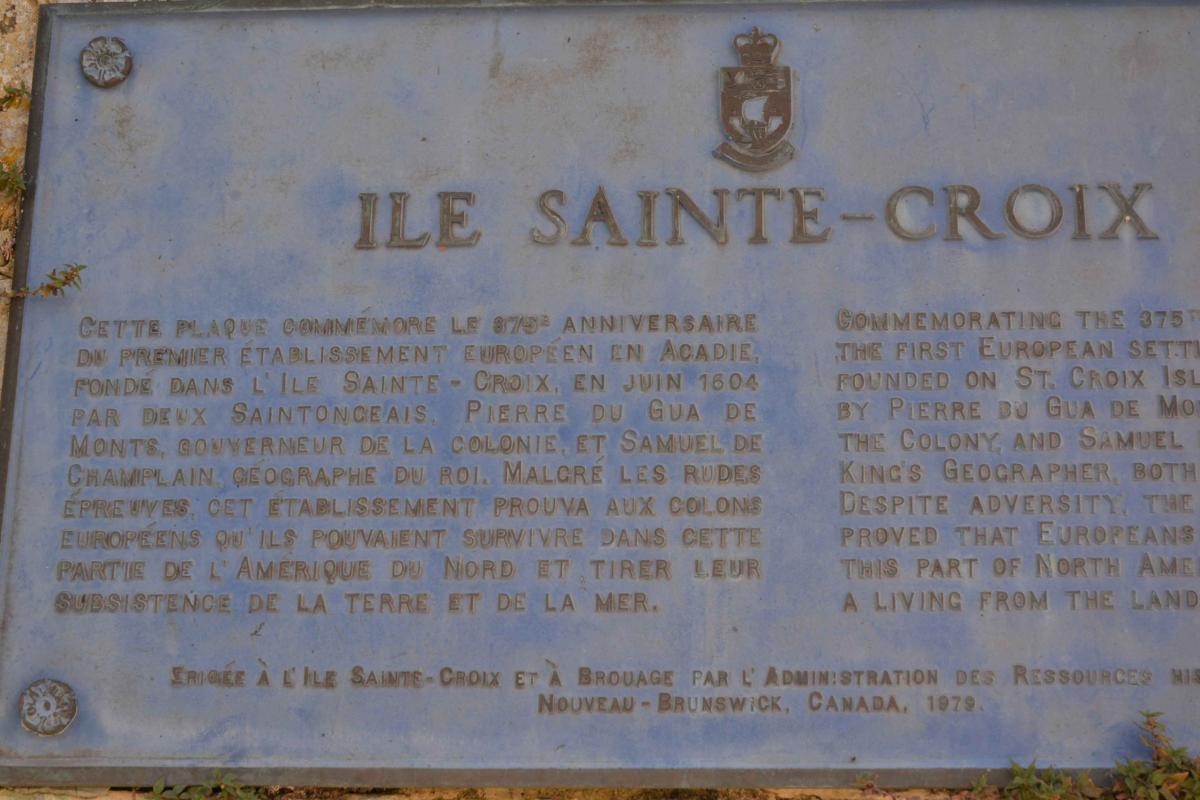 ILE SAINTE-CROIX
CETTE PLAQUE COMMÉMORE LE 375E ANNIVERSAIRE
DU PREMIER ÉTABLISSEMENT EUROPÉEN EN ACADIE,
FONDÉ DANS L'ILE SAINTE-CROIX, EN JUIN 1604
PAR DEUX SAINTONGEAIS, PIERRE DU GUA DE
MONTS, GOUVERNEUR DE LA COLONIE, ET SAMUEL DE
CHAMPLAIN, GÉOGRAPHE DU ROI. MALGRÉ LES RUDES
ÉPREUVES, CET ÉTABLISSEMENT PROUVA AUX COLONS
EUROPÉENS QU'ILS POUVAIENT SURVIVRE DANS CETTE
PARTIE DE L'AMÉRIQUE DU NORD ET TIRER LEUR
SUBSISTENCE DE LA TERRE ET DE LA MER.
COMMEMORATING THE 375T
THE FIRST EUROPEAN SETTL
FOUNDED ON ST. CROIX ISL
BY PIERRE DU GUA DE MO
THE COLONY, AND SAMUEL
KING'S GEOGRAPHER, BOTH
DESPITE ADVERSITY, THE
PROVED THAT EUROPEANS
THIS PART OF NORTH AME
A LIVING FROM THE LAND
ERIGÉE À L'ILE SAINTE-CROIX ET À BROUAGE PAR L'ADMINISTRATION DES RESSOURCES HIS
NOUVEAU-BRUNSWICK, CANADA, 1979.